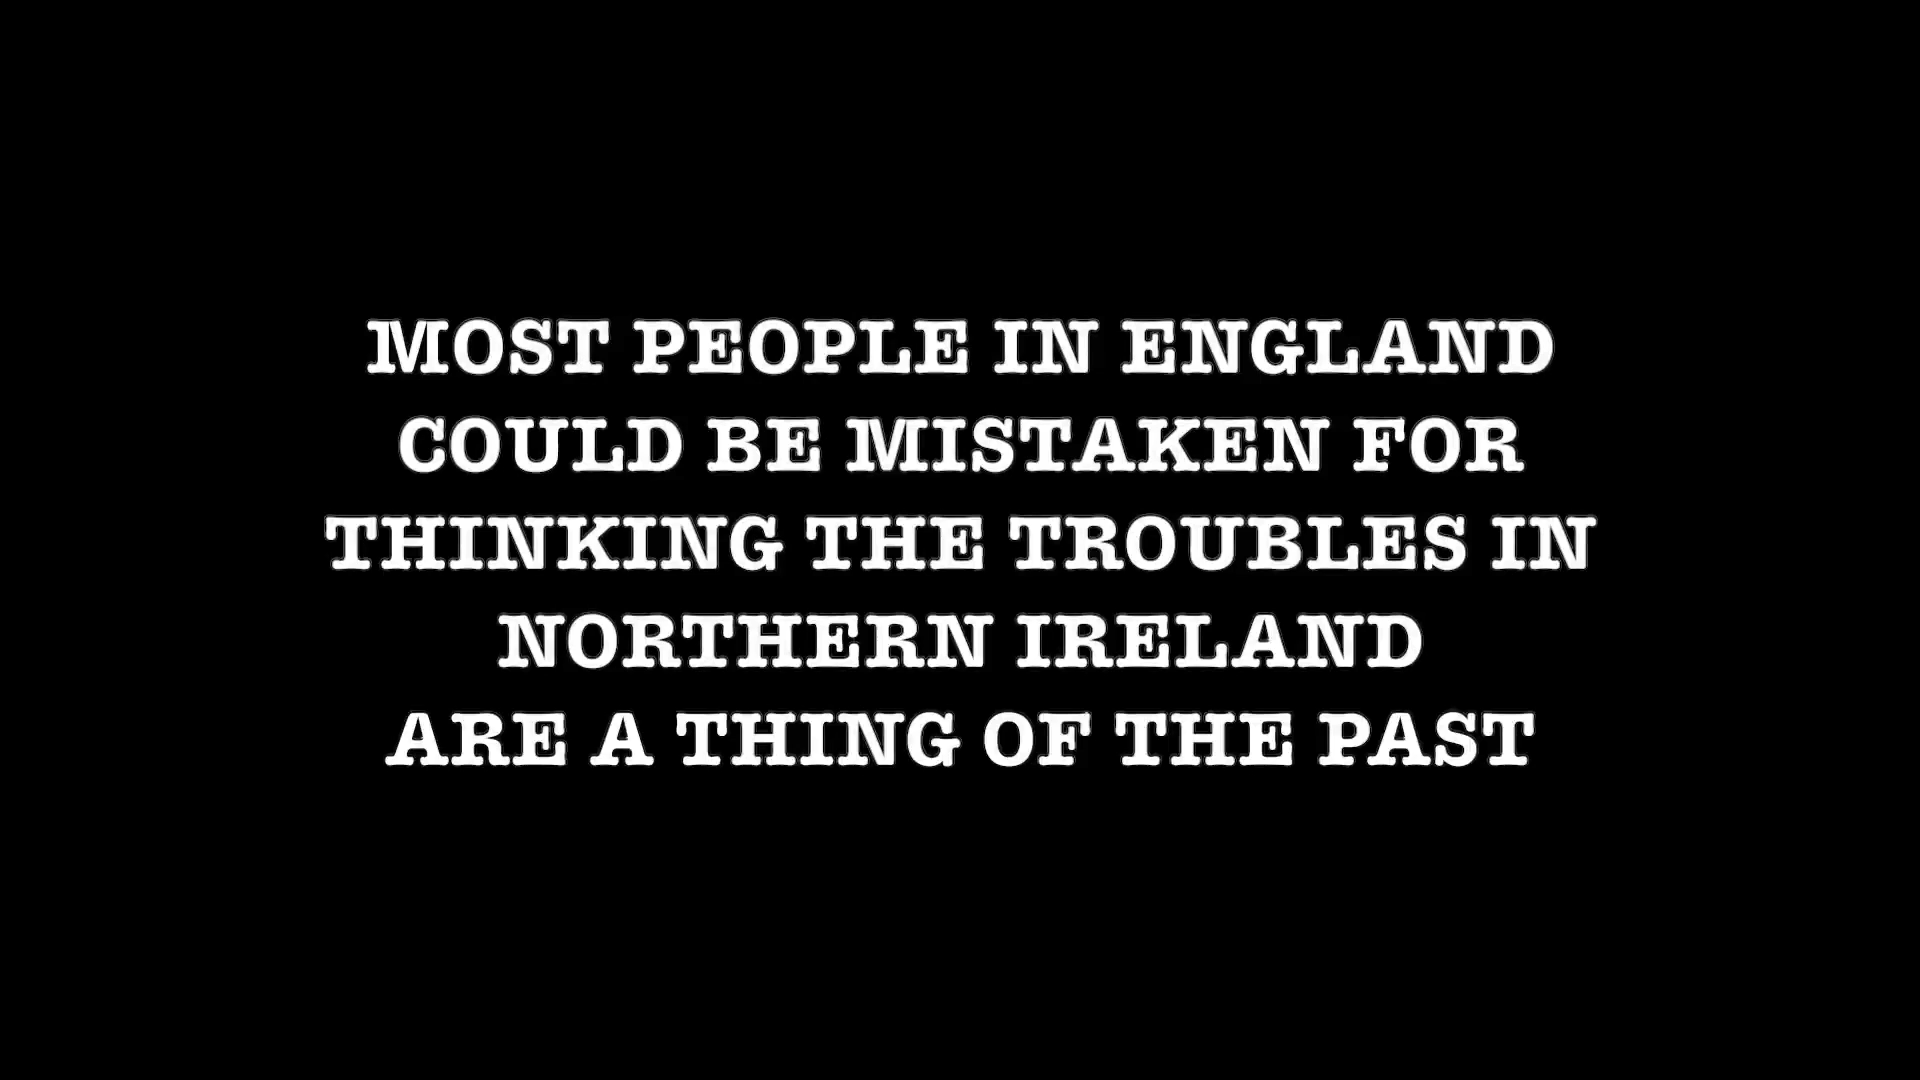 MOST PEOPLE IN ENGLAND
COULD BE MISTAKEN FOR
THINKING THE TROUBLES IN
NORTHERN IRELAND
ARE A THING OF THE PAST